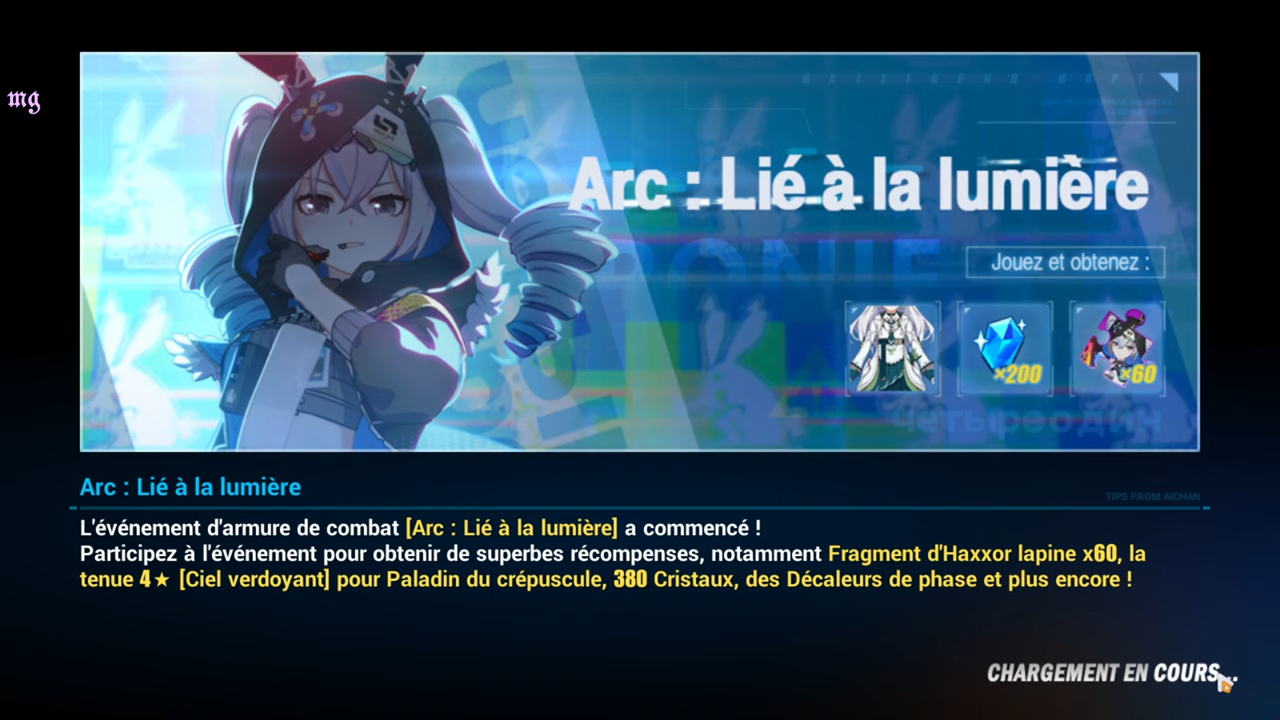 mg
Arc : Lié à la lumière
Jouez et obtenez :
×200
×60
четыреодин
Arc : Lié à la lumière
TIPS FROM AICHAN
L'événement d'armure de combat [Arc : Lié à la lumière] a commencé !
Participez à l'événement pour obtenir de superbes récompenses, notamment Fragment d'Haxxor lapine x60, la
tenue 4★ [Ciel verdoyant] pour Paladin du crépuscule, 380 Cristaux, des Décaleurs de phase et plus encore !
CHARGEMENT EN COURS...